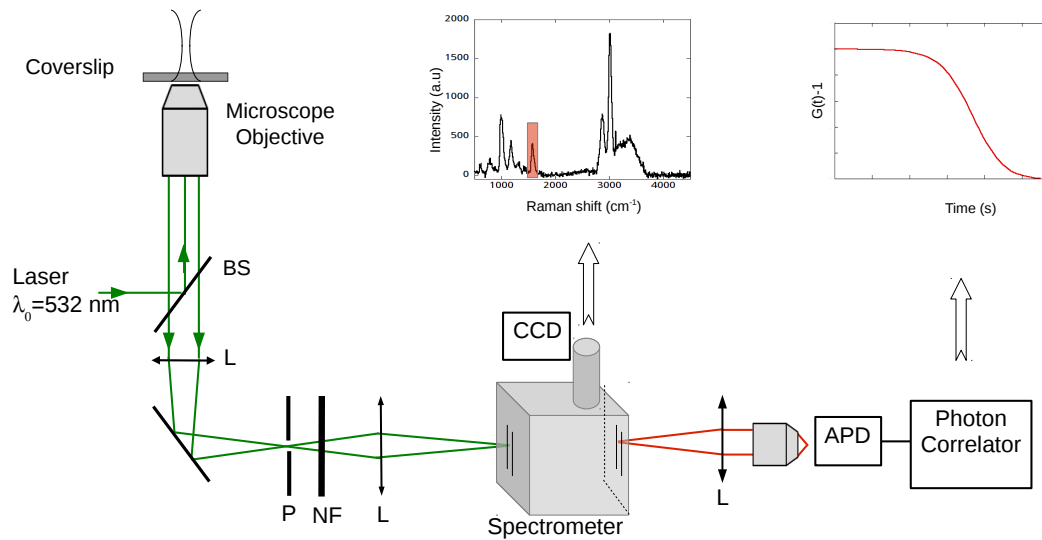 Coverslip
Microscope
Objective
BS
Laser
λ₀=532 nm
L
P
NF
L
Spectrometer
CCD
L
APD
Photon
Correlator
2000
1500
1000
500
0
Intensity (a.u)
1000
2000
3000
4000
Raman shift (cm⁻¹)
G(t)-1
Time (s)